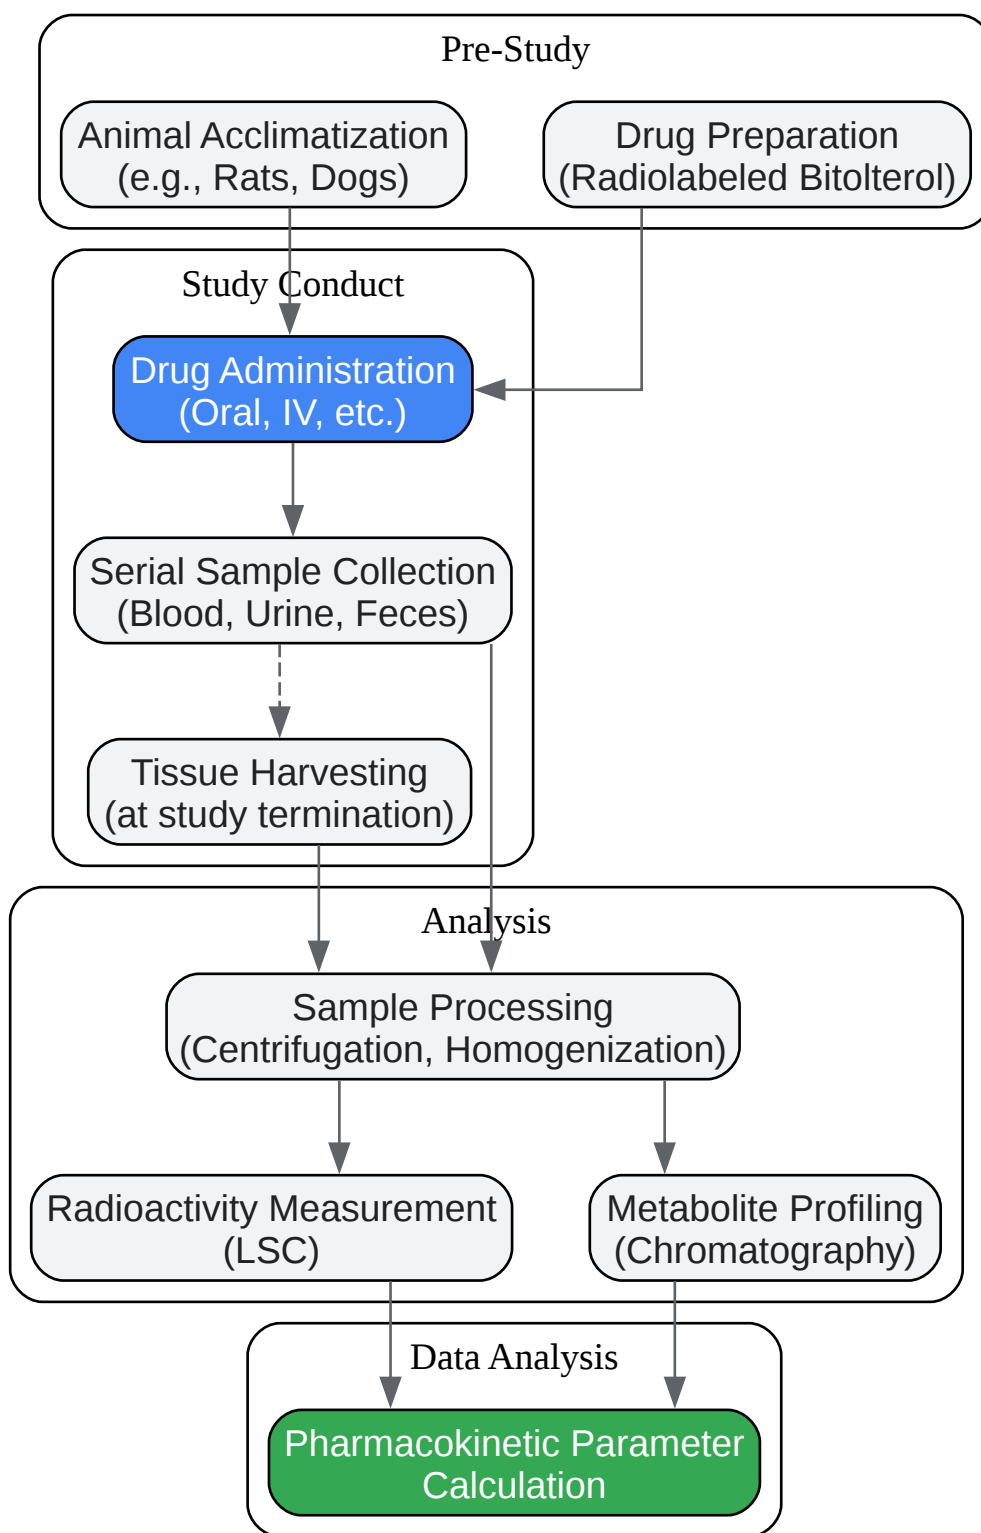 Pre-Study
Animal Acclimatization
(e.g., Rats, Dogs)
Drug Preparation
(Radiolabeled Bitolterol)
Study Conduct
Drug Administration
(Oral, IV, etc.)
Serial Sample Collection
(Blood, Urine, Feces)
Tissue Harvesting
(at study termination)
Analysis
Sample Processing
(Centrifugation, Homogenization)
Radioactivity Measurement
(LSC)
Metabolite Profiling
(Chromatography)
Data Analysis
Pharmacokinetic Parameter
Calculation